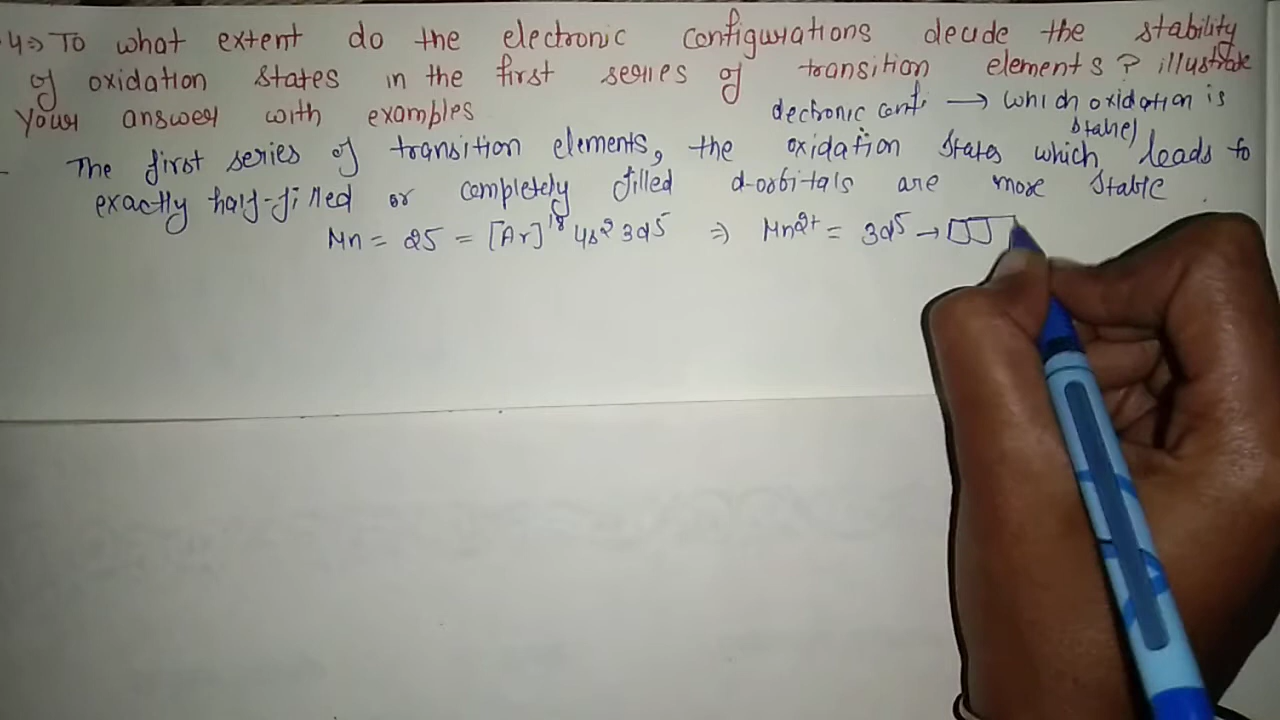 4⇒ To what extent do the electronic configurations decide the stability
of oxidation states in the first series of transition elements? illustrate
Your answer with examples
electronic conf. → which oxidation is
stable)
The first series of transition elements, the oxidation states which leads to
exactly half-filled or completely filled d-orbitals are more stable.
Mn = 25 = [Ar]¹⁸ 4s² 3d⁵ ⇒ Mn²⁺ = 3d⁵ →